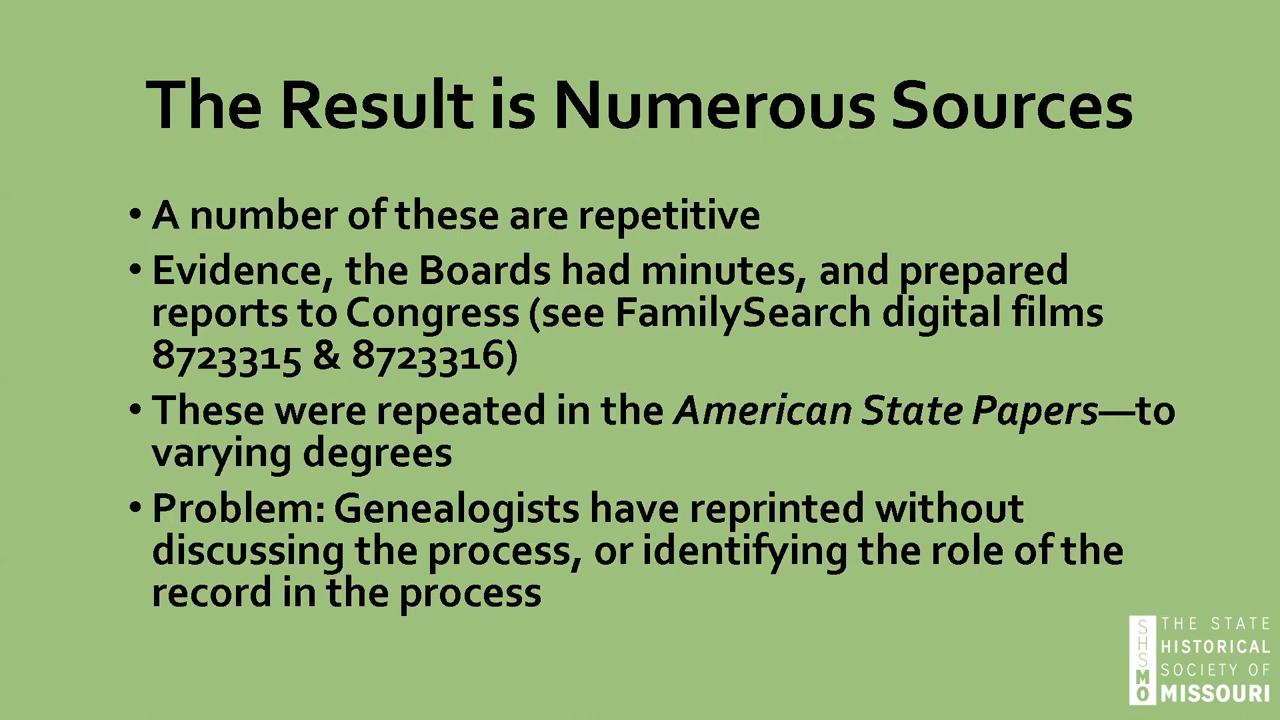 The Result is Numerous Sources
• A number of these are repetitive
• Evidence, the Boards had minutes, and prepared
reports to Congress (see FamilySearch digital films
8723315 & 8723316)
• These were repeated in the American State Papers—to
varying degrees
• Problem: Genealogists have reprinted without
discussing the process, or identifying the role of the
record in the process
SHSMO
THE STATE
HISTORICAL
SOCIETY OF
MISSOURI